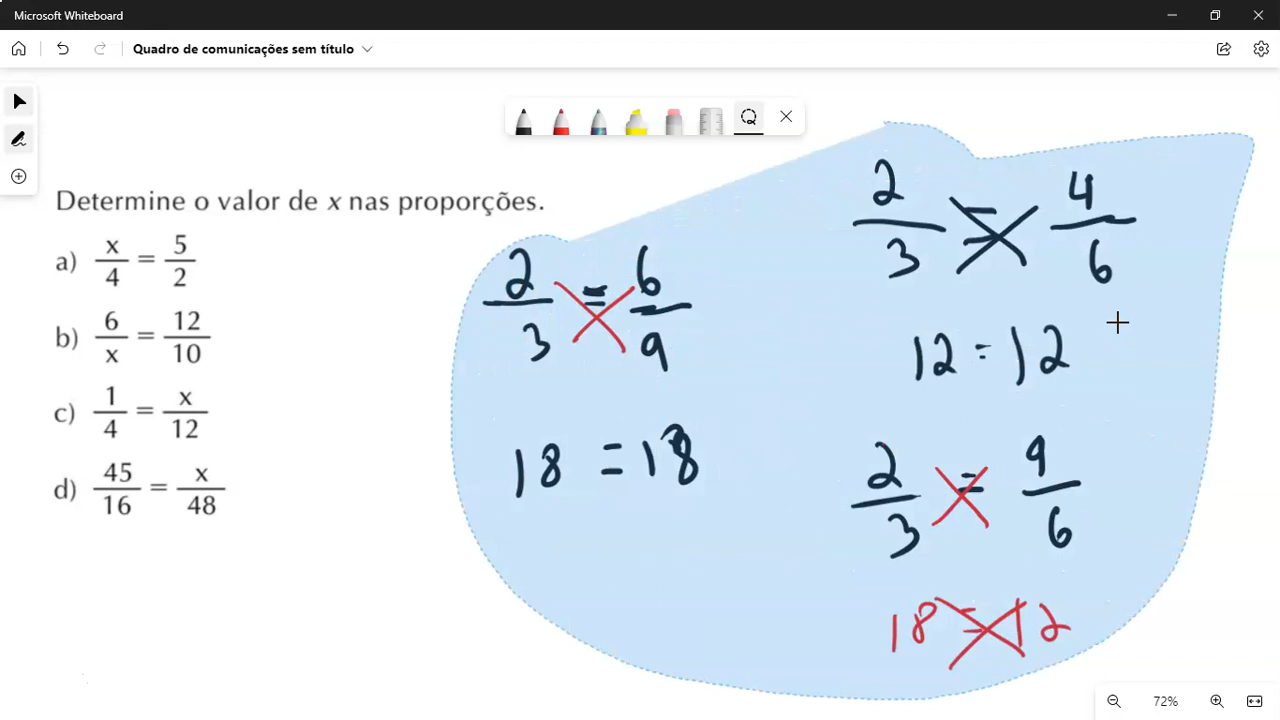 Microsoft Whiteboard
Quadro de comunicações sem título
Determine o valor de x nas proporções.
a) x/4 = 5/2
b) 6/x = 12/10
c) 1/4 = x/12
d) 45/16 = x/48
2/3 = 6/9
18 = 18
2/3 = 4/6
12 = 12
2/3 = 9/6
18 = 12
72%